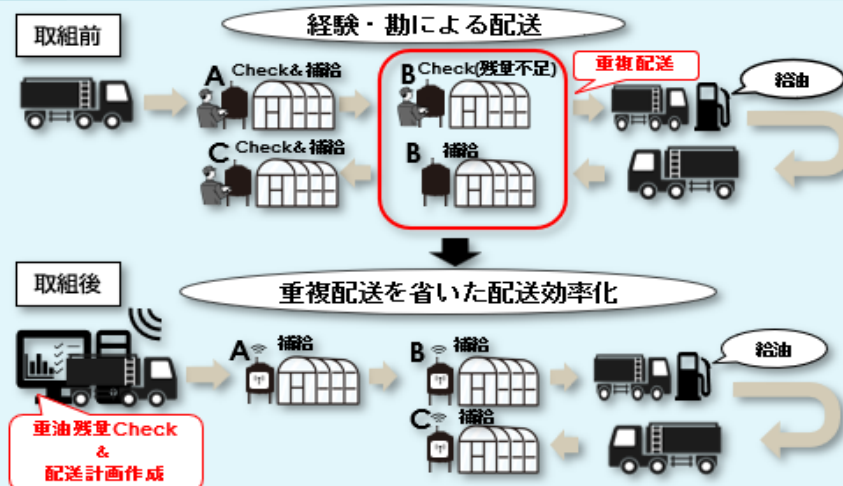 取組前
経験・勘による配送
A Check&補給
B Check(残量不足)
重複配送
給油
C Check&補給
B 補給
取組後
重複配送を省いた配送効率化
A 補給
B 補給
給油
C
重油残量Check
&
配送計画作成